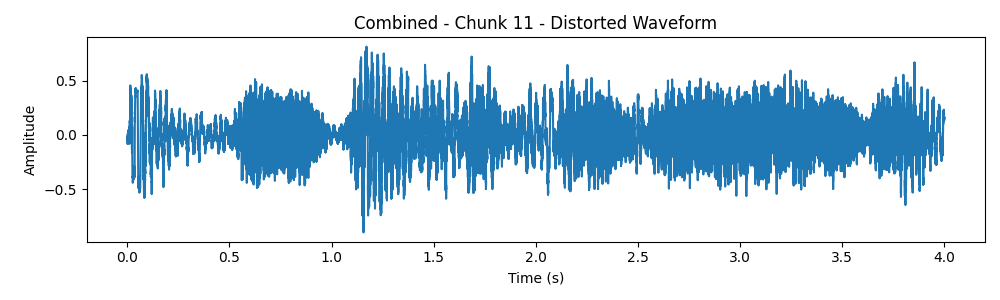 Combined - Chunk 11 - Distorted Waveform
Amplitude
0.5
0.0
−0.5
0.0 0.5 1.0 1.5 2.0 2.5 3.0 3.5 4.0
Time (s)